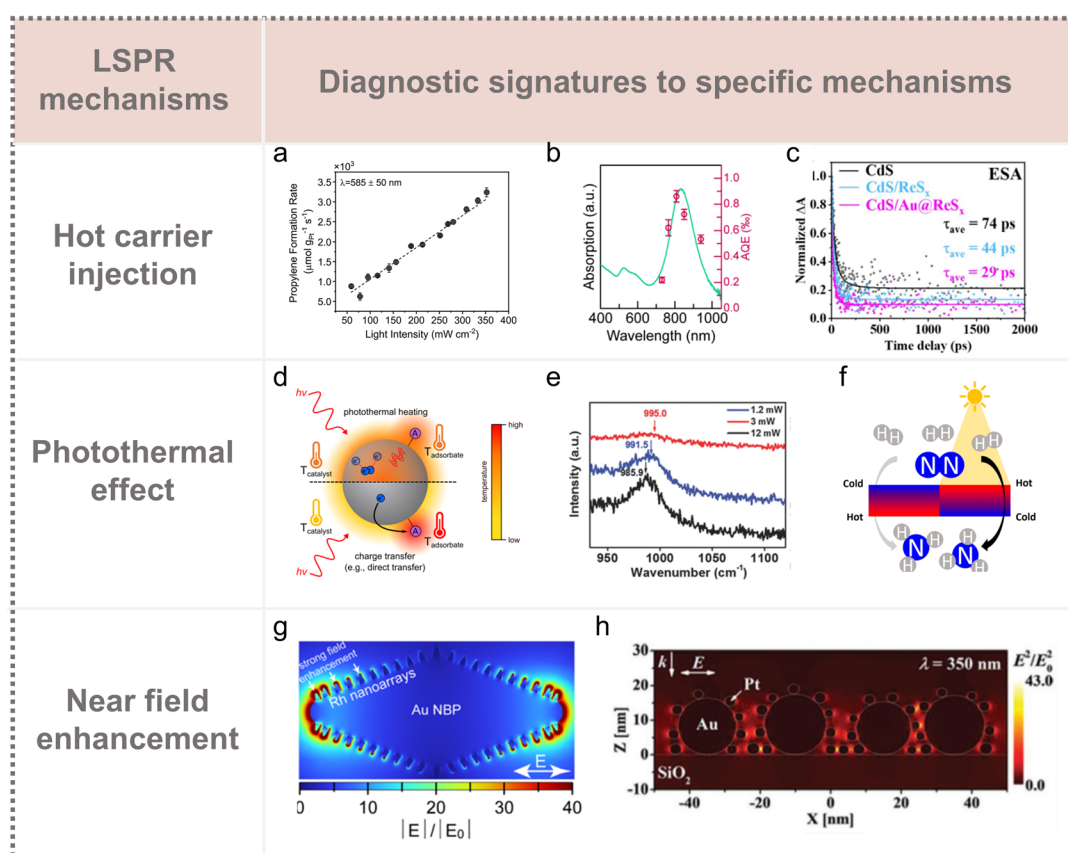 LSPR
mechanisms
Diagnostic signatures to specific mechanisms
Hot carrier
injection
a
×10³
λ=585 ± 50 nm
Propylene Formation Rate
(μmol gₚₜ⁻¹ s⁻¹)
3.5
3.0
2.5
2.0
1.5
1.0
5.0
0 50 100 150 200 250 300 350 400
Light Intensity (mW cm⁻²)
b
Absorption (a.u.)
AQE (‰)
1.0
0.8
0.6
0.4
0.2
0.0
400 600 800 1000
Wavelength (nm)
c
ESA
CdS
CdS/ReSₓ
CdS/Au@ReSₓ
τave = 74 ps
τave = 44 ps
τave = 29 ps
Normalized ΔA
1.0
0.8
0.6
0.4
0.2
0.0
0 500 1000 1500 2000
Time delay (ps)
Photothermal
effect
d
hν
photothermal heating
A
Tcatalyst
Tadsorbate
e
Tcatalyst
A
Tadsorbate
hν
charge transfer
(e.g., direct transfer)
high
temperature
low
e
1.2 mW
3 mW
12 mW
995.0
991.5
985.9
Intensity (a.u.)
950 1000 1050 1100
Wavenumber (cm⁻¹)
f
H H H H H H
N N
Cold Hot
Hot Cold
H H H N
H H H N
Near field
enhancement
g
strong field
enhancement
Rh nanoarrays
Au NBP
E
0 10 20 30 40
|E| / |E₀|
h
k E
λ = 350 nm
E²/E₀²
43.0
0.0
Pt
Au
SiO₂
Z [nm]
30
20
10
0
-10
-40 -20 0 20 40
X [nm]